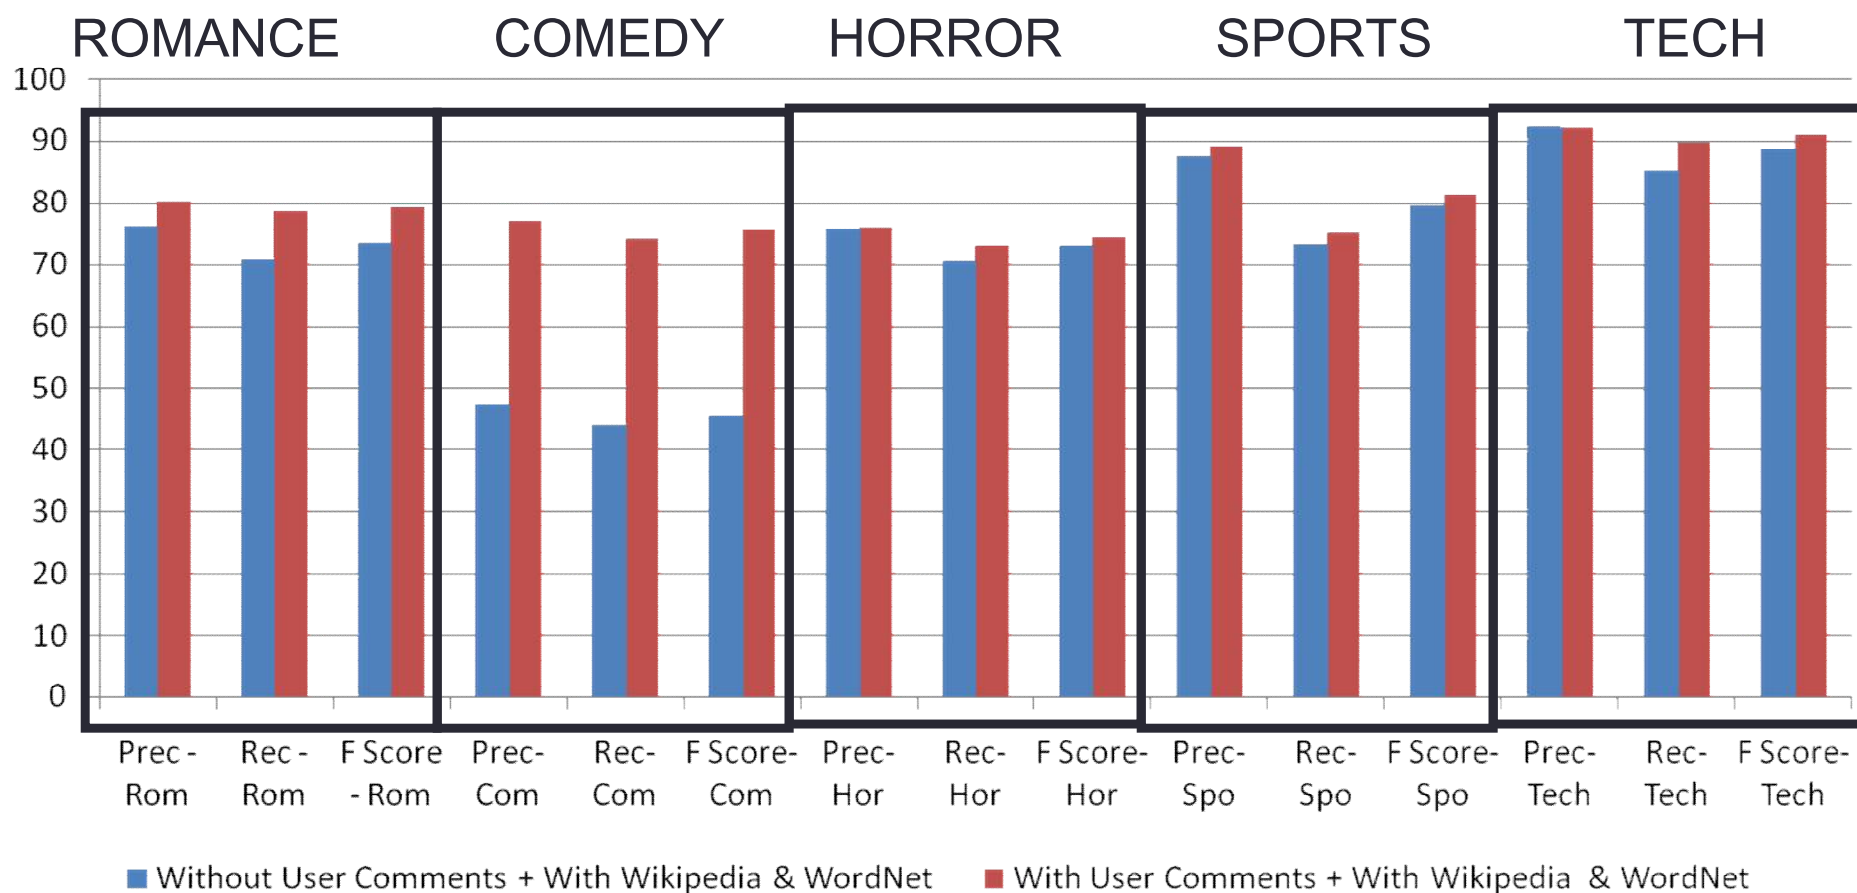 ROMANCE COMEDY HORROR SPORTS TECH
100
90
80
70
60
50
40
30
20
10
0
Prec - Rec - F Score Prec- Rec- F Score- Prec- Rec- F Score- Prec- Rec- F Score- Prec- Rec- F Score-
Rom Rom - Rom Com Com Com Hor Hor Hor Spo Spo Spo Tech Tech Tech
Without User Comments + With Wikipedia & WordNet With User Comments + With Wikipedia & WordNet